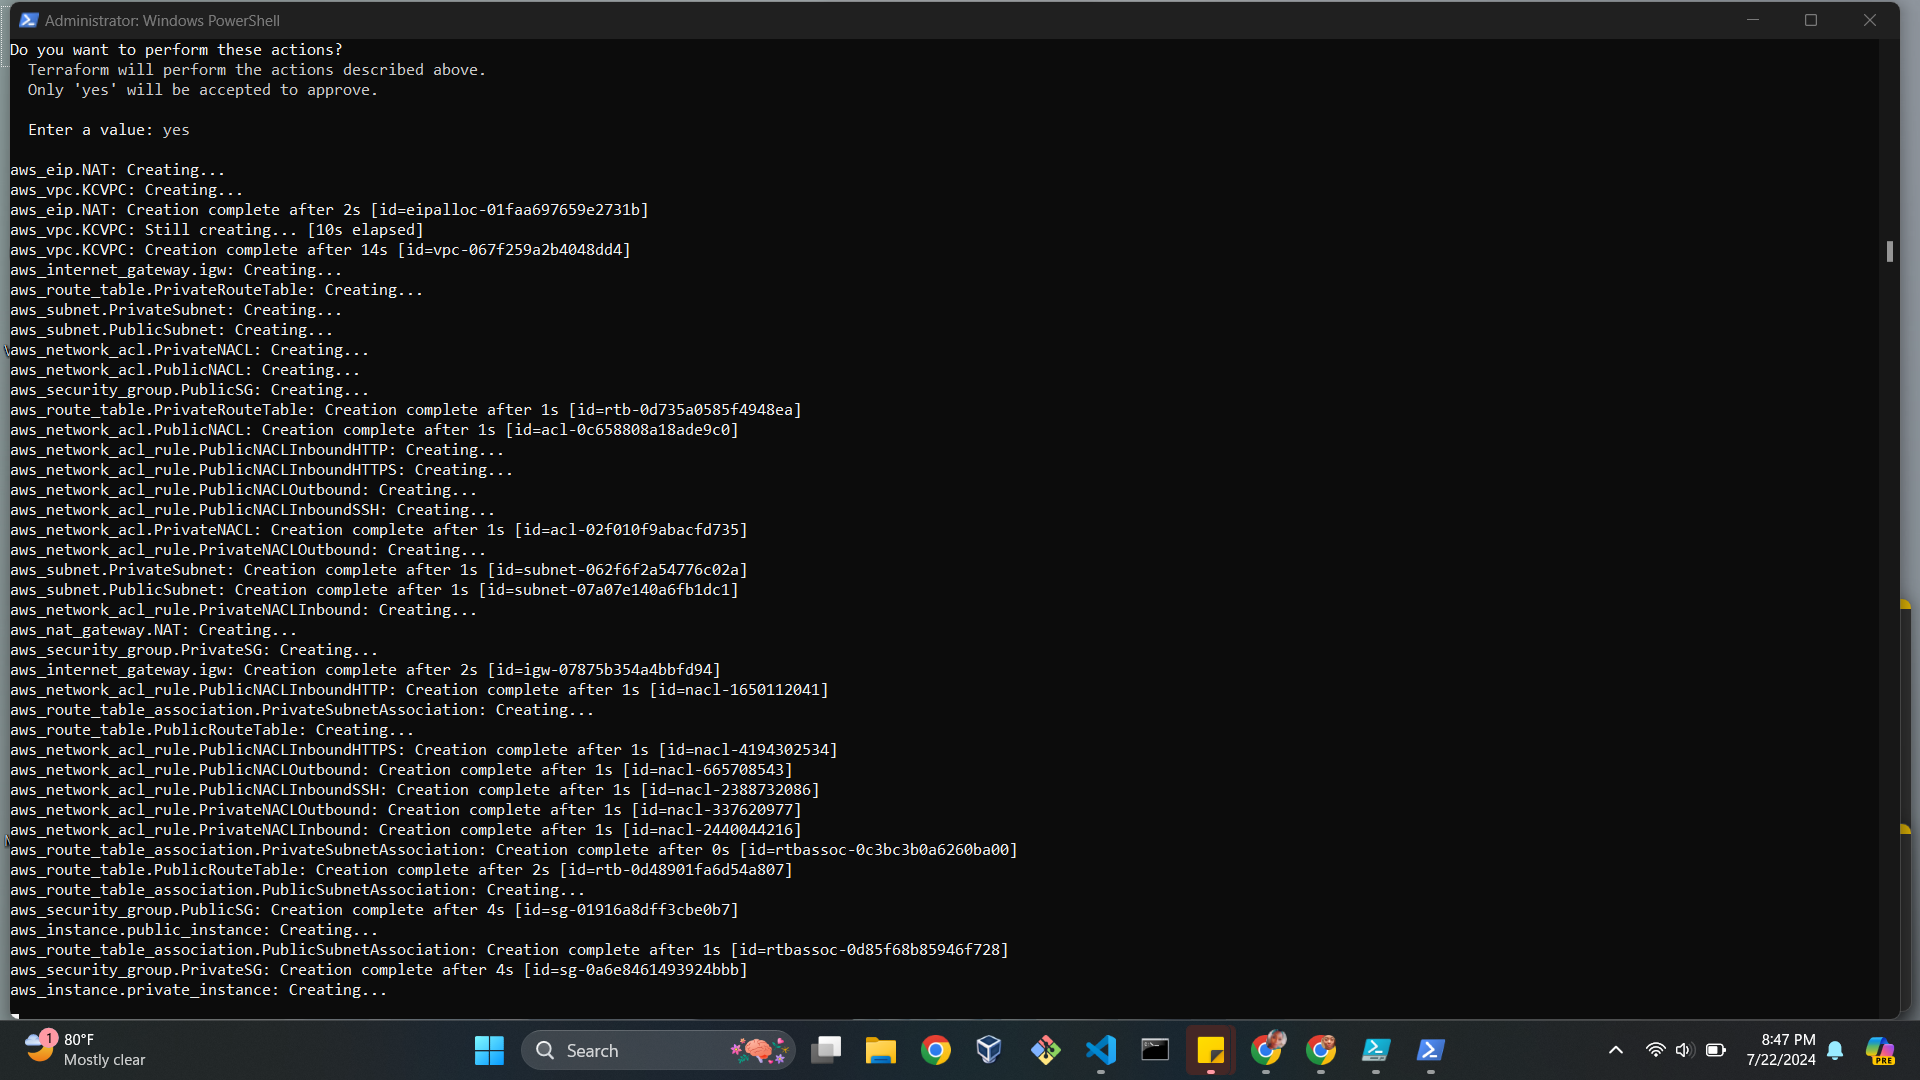 Administrator: Windows PowerShell
Do you want to perform these actions?
  Terraform will perform the actions described above.
  Only 'yes' will be accepted to approve.
  Enter a value: yes
aws_eip.NAT: Creating...
aws_vpc.KCVPC: Creating...
aws_eip.NAT: Creation complete after 2s [id=eipalloc-01faa697659e2731b]
aws_vpc.KCVPC: Still creating... [10s elapsed]
aws_vpc.KCVPC: Creation complete after 14s [id=vpc-067f259a2b4048dd4]
aws_internet_gateway.igw: Creating...
aws_route_table.PrivateRouteTable: Creating...
aws_subnet.PrivateSubnet: Creating...
aws_subnet.PublicSubnet: Creating...
aws_network_acl.PrivateNACL: Creating...
aws_network_acl.PublicNACL: Creating...
aws_security_group.PublicSG: Creating...
aws_route_table.PrivateRouteTable: Creation complete after 1s [id=rtb-0d735a0585f4948ea]
aws_network_acl.PublicNACL: Creation complete after 1s [id=acl-0c658808a18ade9c0]
aws_network_acl_rule.PublicNACLInboundHTTP: Creating...
aws_network_acl_rule.PublicNACLInboundHTTPS: Creating...
aws_network_acl_rule.PublicNACLOutbound: Creating...
aws_network_acl_rule.PublicNACLInboundSSH: Creating...
aws_network_acl.PrivateNACL: Creation complete after 1s [id=acl-02f010f9abacfd735]
aws_network_acl_rule.PrivateNACLOutbound: Creating...
aws_subnet.PrivateSubnet: Creation complete after 1s [id=subnet-062f6f2a54776c02a]
aws_subnet.PublicSubnet: Creation complete after 1s [id=subnet-07a07e140a6fb1dc1]
aws_network_acl_rule.PrivateNACLInbound: Creating...
aws_nat_gateway.NAT: Creating...
aws_security_group.PrivateSG: Creating...
aws_internet_gateway.igw: Creation complete after 2s [id=igw-07875b354a4bbfd94]
aws_network_acl_rule.PublicNACLInboundHTTP: Creation complete after 1s [id=nacl-1650112041]
aws_route_table_association.PrivateSubnetAssociation: Creating...
aws_route_table.PublicRouteTable: Creating...
aws_network_acl_rule.PublicNACLInboundHTTPS: Creation complete after 1s [id=nacl-4194302534]
aws_network_acl_rule.PublicNACLOutbound: Creation complete after 1s [id=nacl-665708543]
aws_network_acl_rule.PublicNACLInboundSSH: Creation complete after 1s [id=nacl-2388732086]
aws_network_acl_rule.PrivateNACLOutbound: Creation complete after 1s [id=nacl-337620977]
aws_network_acl_rule.PrivateNACLInbound: Creation complete after 1s [id=nacl-2440044216]
aws_route_table_association.PrivateSubnetAssociation: Creation complete after 0s [id=rtbassoc-0c3bc3b0a6260ba00]
aws_route_table.PublicRouteTable: Creation complete after 2s [id=rtb-0d48901fa6d54a807]
aws_route_table_association.PublicSubnetAssociation: Creating...
aws_security_group.PublicSG: Creation complete after 4s [id=sg-01916a8dff3cbe0b7]
aws_instance.public_instance: Creating...
aws_route_table_association.PublicSubnetAssociation: Creation complete after 1s [id=rtbassoc-0d85f68b85946f728]
aws_security_group.PrivateSG: Creation complete after 4s [id=sg-0a6e8461493924bbb]
aws_instance.private_instance: Creating...
1
80°F
Mostly clear
Search
8:47 PM
7/22/2024
PRE